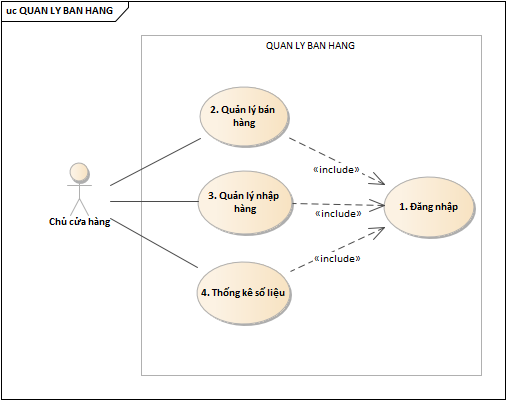 uc QUAN LY BAN HANG
QUAN LY BAN HANG
2. Quản lý bán
hàng
«include»
3. Quản lý nhập
hàng
«include»
1. Đăng nhập
Chủ cửa hàng
«include»
4. Thống kê số liệu